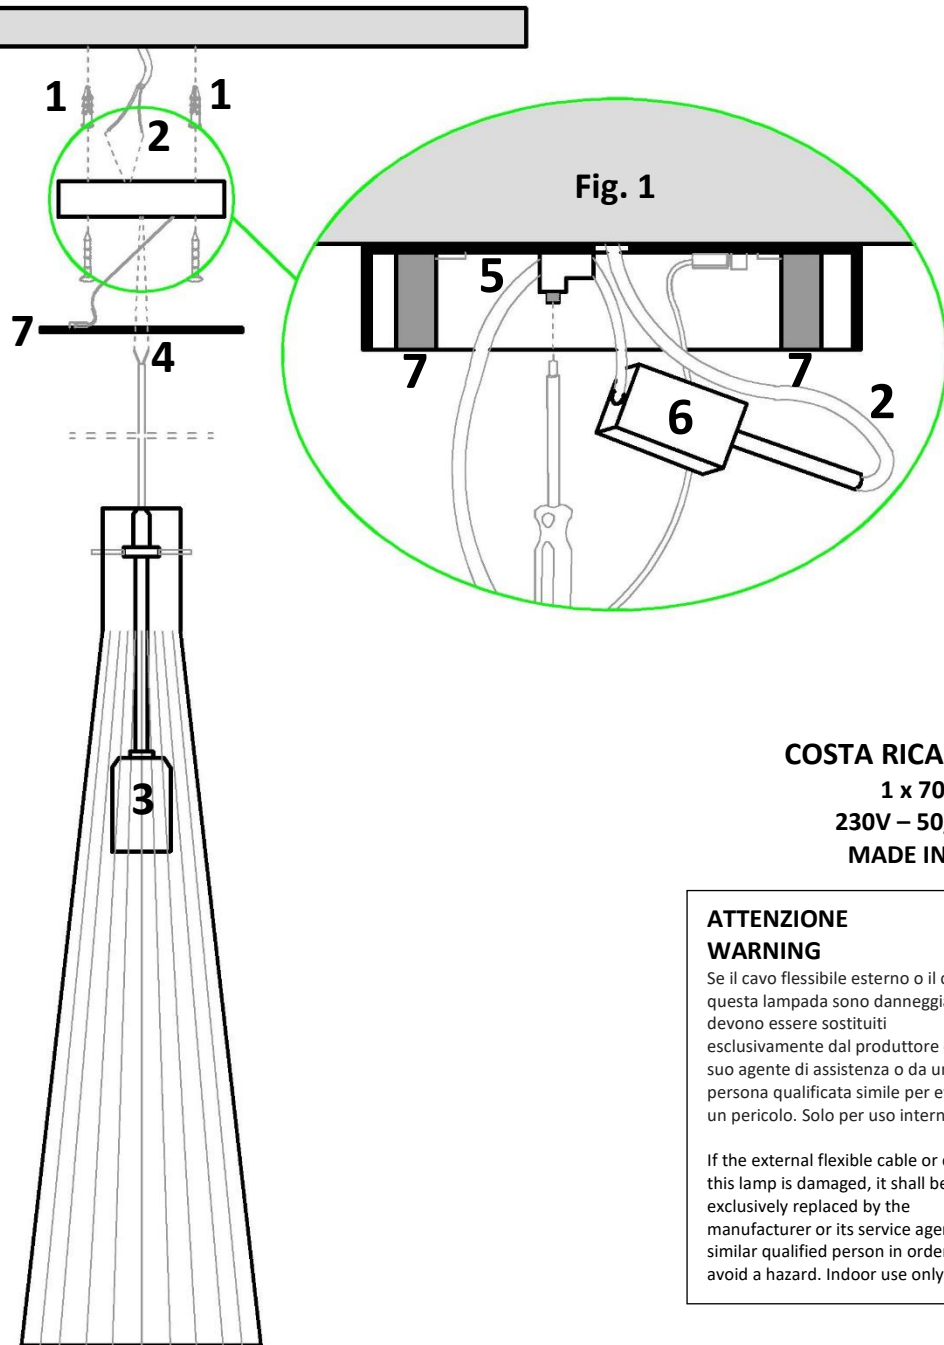 1
1
2
Fig. 1
5
7
4
7
7
2
6
3
COSTA RICA
1 x 70
230V – 50
MADE IN
ATTENZIONE
WARNING
Se il cavo flessibile esterno o il
questa lampada sono
devono essere sostituiti
esclusivamente dal produttore
suo agente di assistenza o da
persona qualificata simile per
un pericolo. Solo per uso
If the external flexible cable or
this lamp is damaged, it shall be
exclusively replaced by the
manufacturer or its service
similar qualified person in order
avoid a hazard. Indoor use only